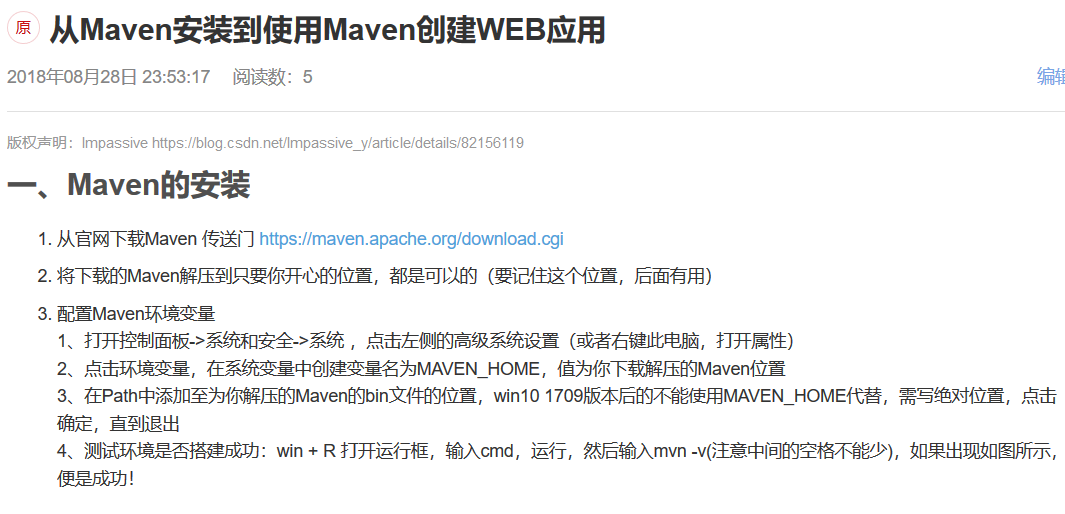 原 从Maven安装到使用Maven创建WEB应用
2018年08月28日 23:53:17 阅读数：5 编辑
版权声明：Impassive https://blog.csdn.net/Impassive_y/article/details/82156119
一、Maven的安装
1. 从官网下载Maven 传送门 https://maven.apache.org/download.cgi
2. 将下载的Maven解压到只要你开心的位置，都是可以的（要记住这个位置，后面有用）
3. 配置Maven环境变量
1、打开控制面板->系统和安全->系统 ，点击左侧的高级系统设置（或者右键此电脑，打开属性）
2、点击环境变量，在系统变量中创建变量名为MAVEN_HOME，值为你下载解压的Maven位置
3、在Path中添加至为你解压的Maven的bin文件的位置，win10 1709版本后的不能使用MAVEN_HOME代替，需写绝对位置，点击
确定，直到退出
4、测试环境是否搭建成功：win + R 打开运行框，输入cmd，运行，然后输入mvn -v(注意中间的空格不能少)，如果出现如图所示，
便是成功！